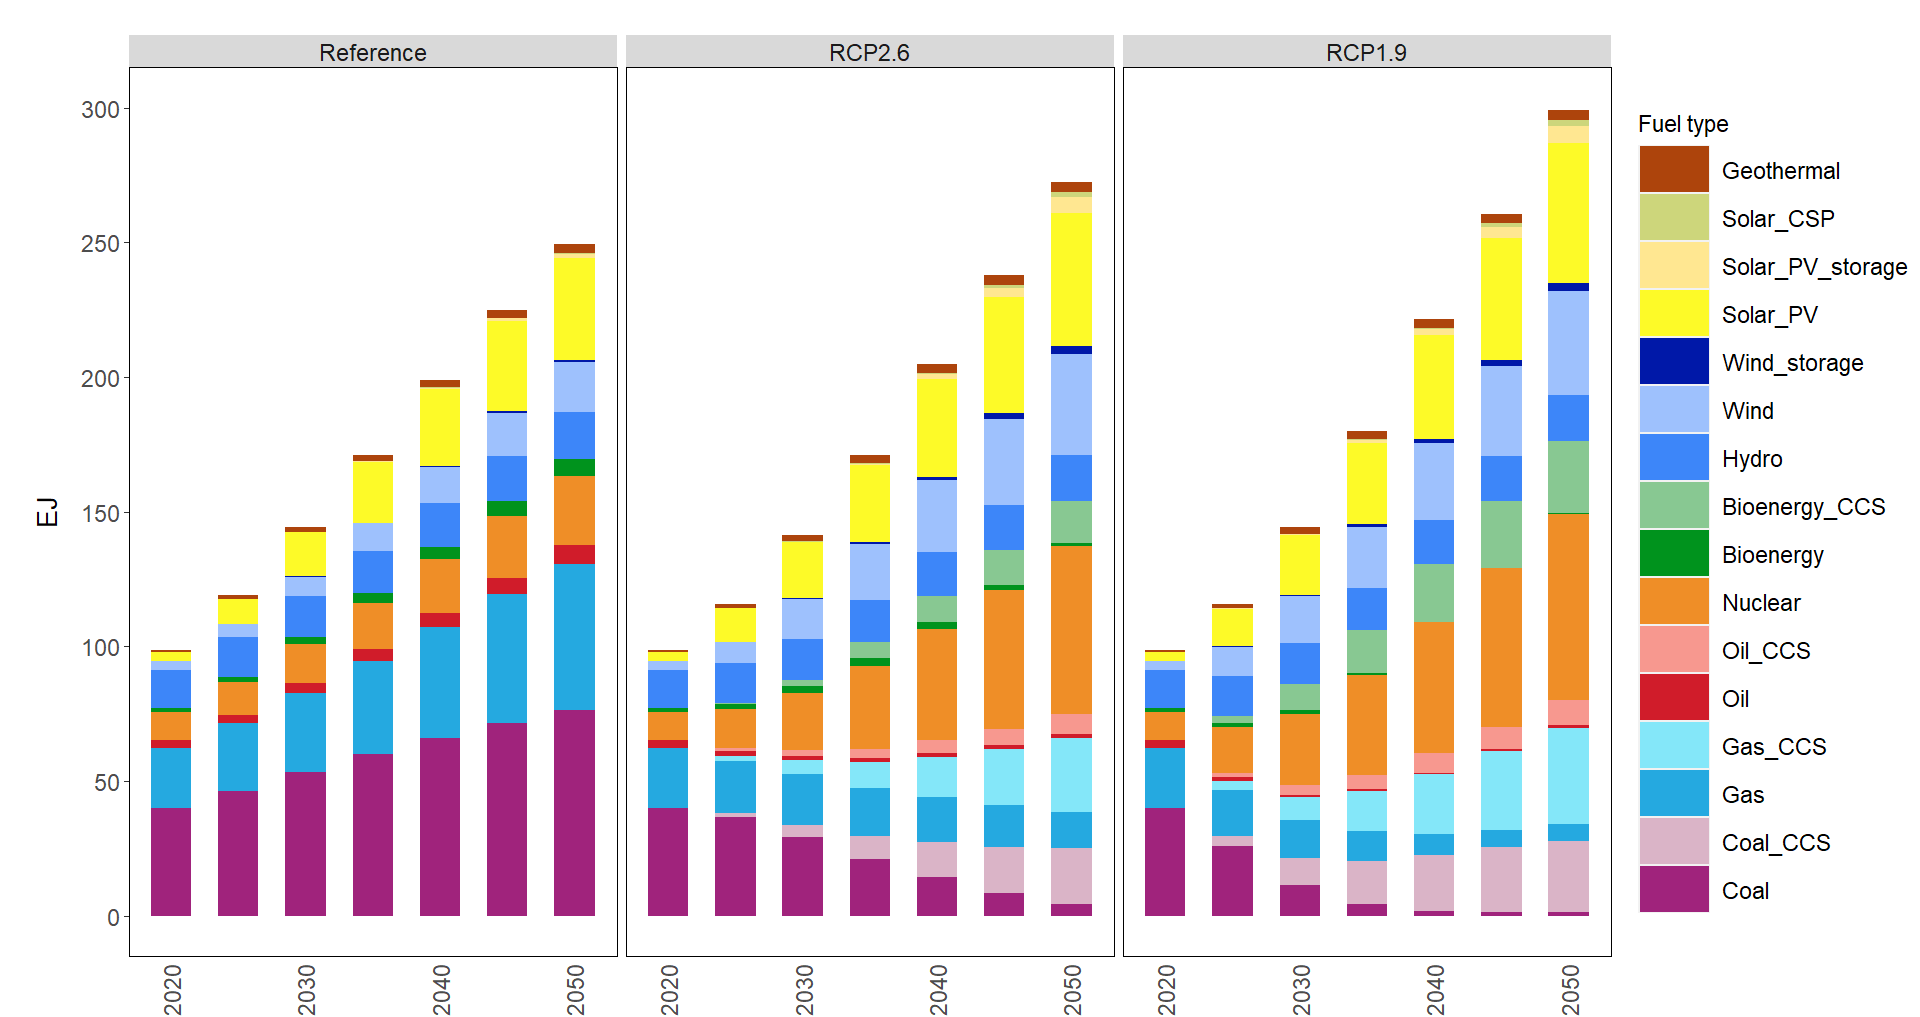 Reference
RCP2.6
RCP1.9
300
250
200
150
100
50
0
EJ
2020
2030
2040
2050
2020
2030
2040
2050
2020
2030
2040
2050
Fuel type
Geothermal
Solar_CSP
Solar_PV_storage
Solar_PV
Wind_storage
Wind
Hydro
Bioenergy_CCS
Bioenergy
Nuclear
Oil_CCS
Oil
Gas_CCS
Gas
Coal_CCS
Coal